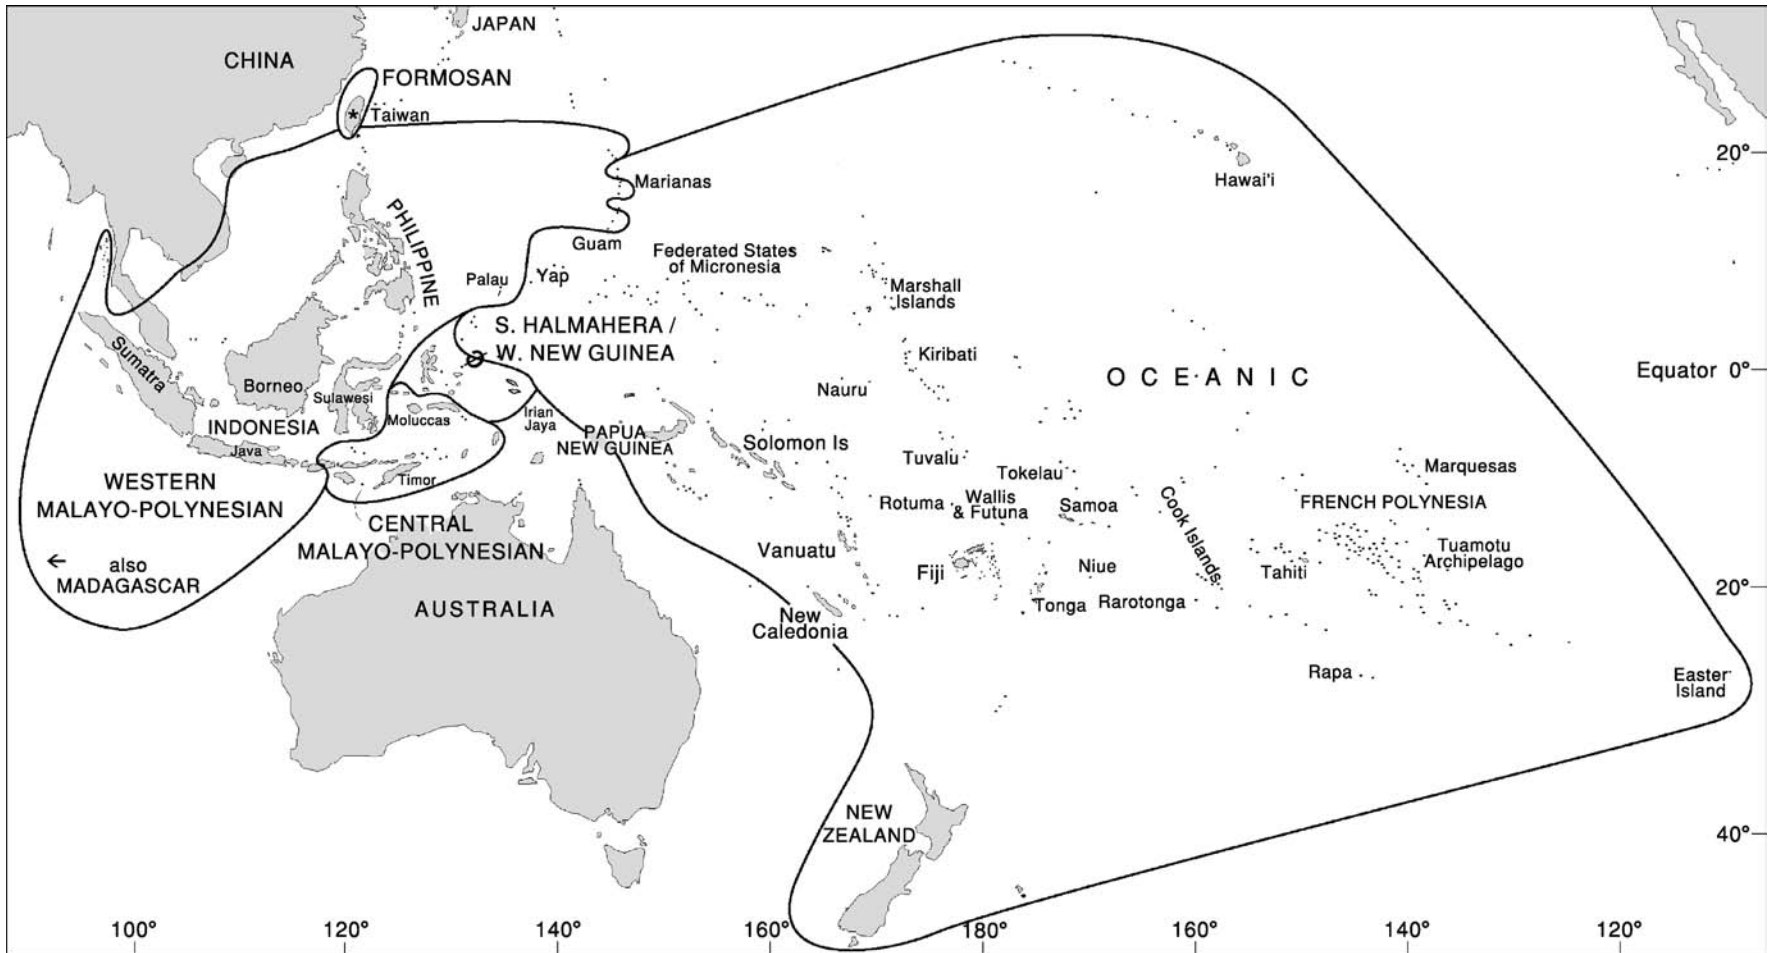 JAPAN
CHINA
FORMOSAN
*
Taiwan
20°
Marianas
Hawai'i
PHILIPPINE
Guam
Federated States
of Micronesia
Palau
Yap
Marshall
Islands
S. HALMAHERA /
W. NEW GUINEA
Kiribati
Sumatra
Equator 0°
OCEANIC
Borneo
Sulawesi
Nauru
Moluccas
Irian
Jaya
INDONESIA
PAPUA
NEW GUINEA
Solomon Is
Java
Tuvalu
Tokelau
Marquesas
WESTERN
MALAYO-POLYNESIAN
Timor
Rotuma
Wallis
& Futuna
Samoa
Cook Islands
FRENCH POLYNESIA
CENTRAL
MALAYO-POLYNESIAN
Vanuatu
Tuamotu
Archipelago
← also
MADAGASCAR
Fiji
Niue
Tahiti
20°
AUSTRALIA
Tonga
Rarotonga
New
Caledonia
Rapa
Easter
Island
NEW
ZEALAND
40°
100°
120°
140°
160°
180°
160°
140°
120°